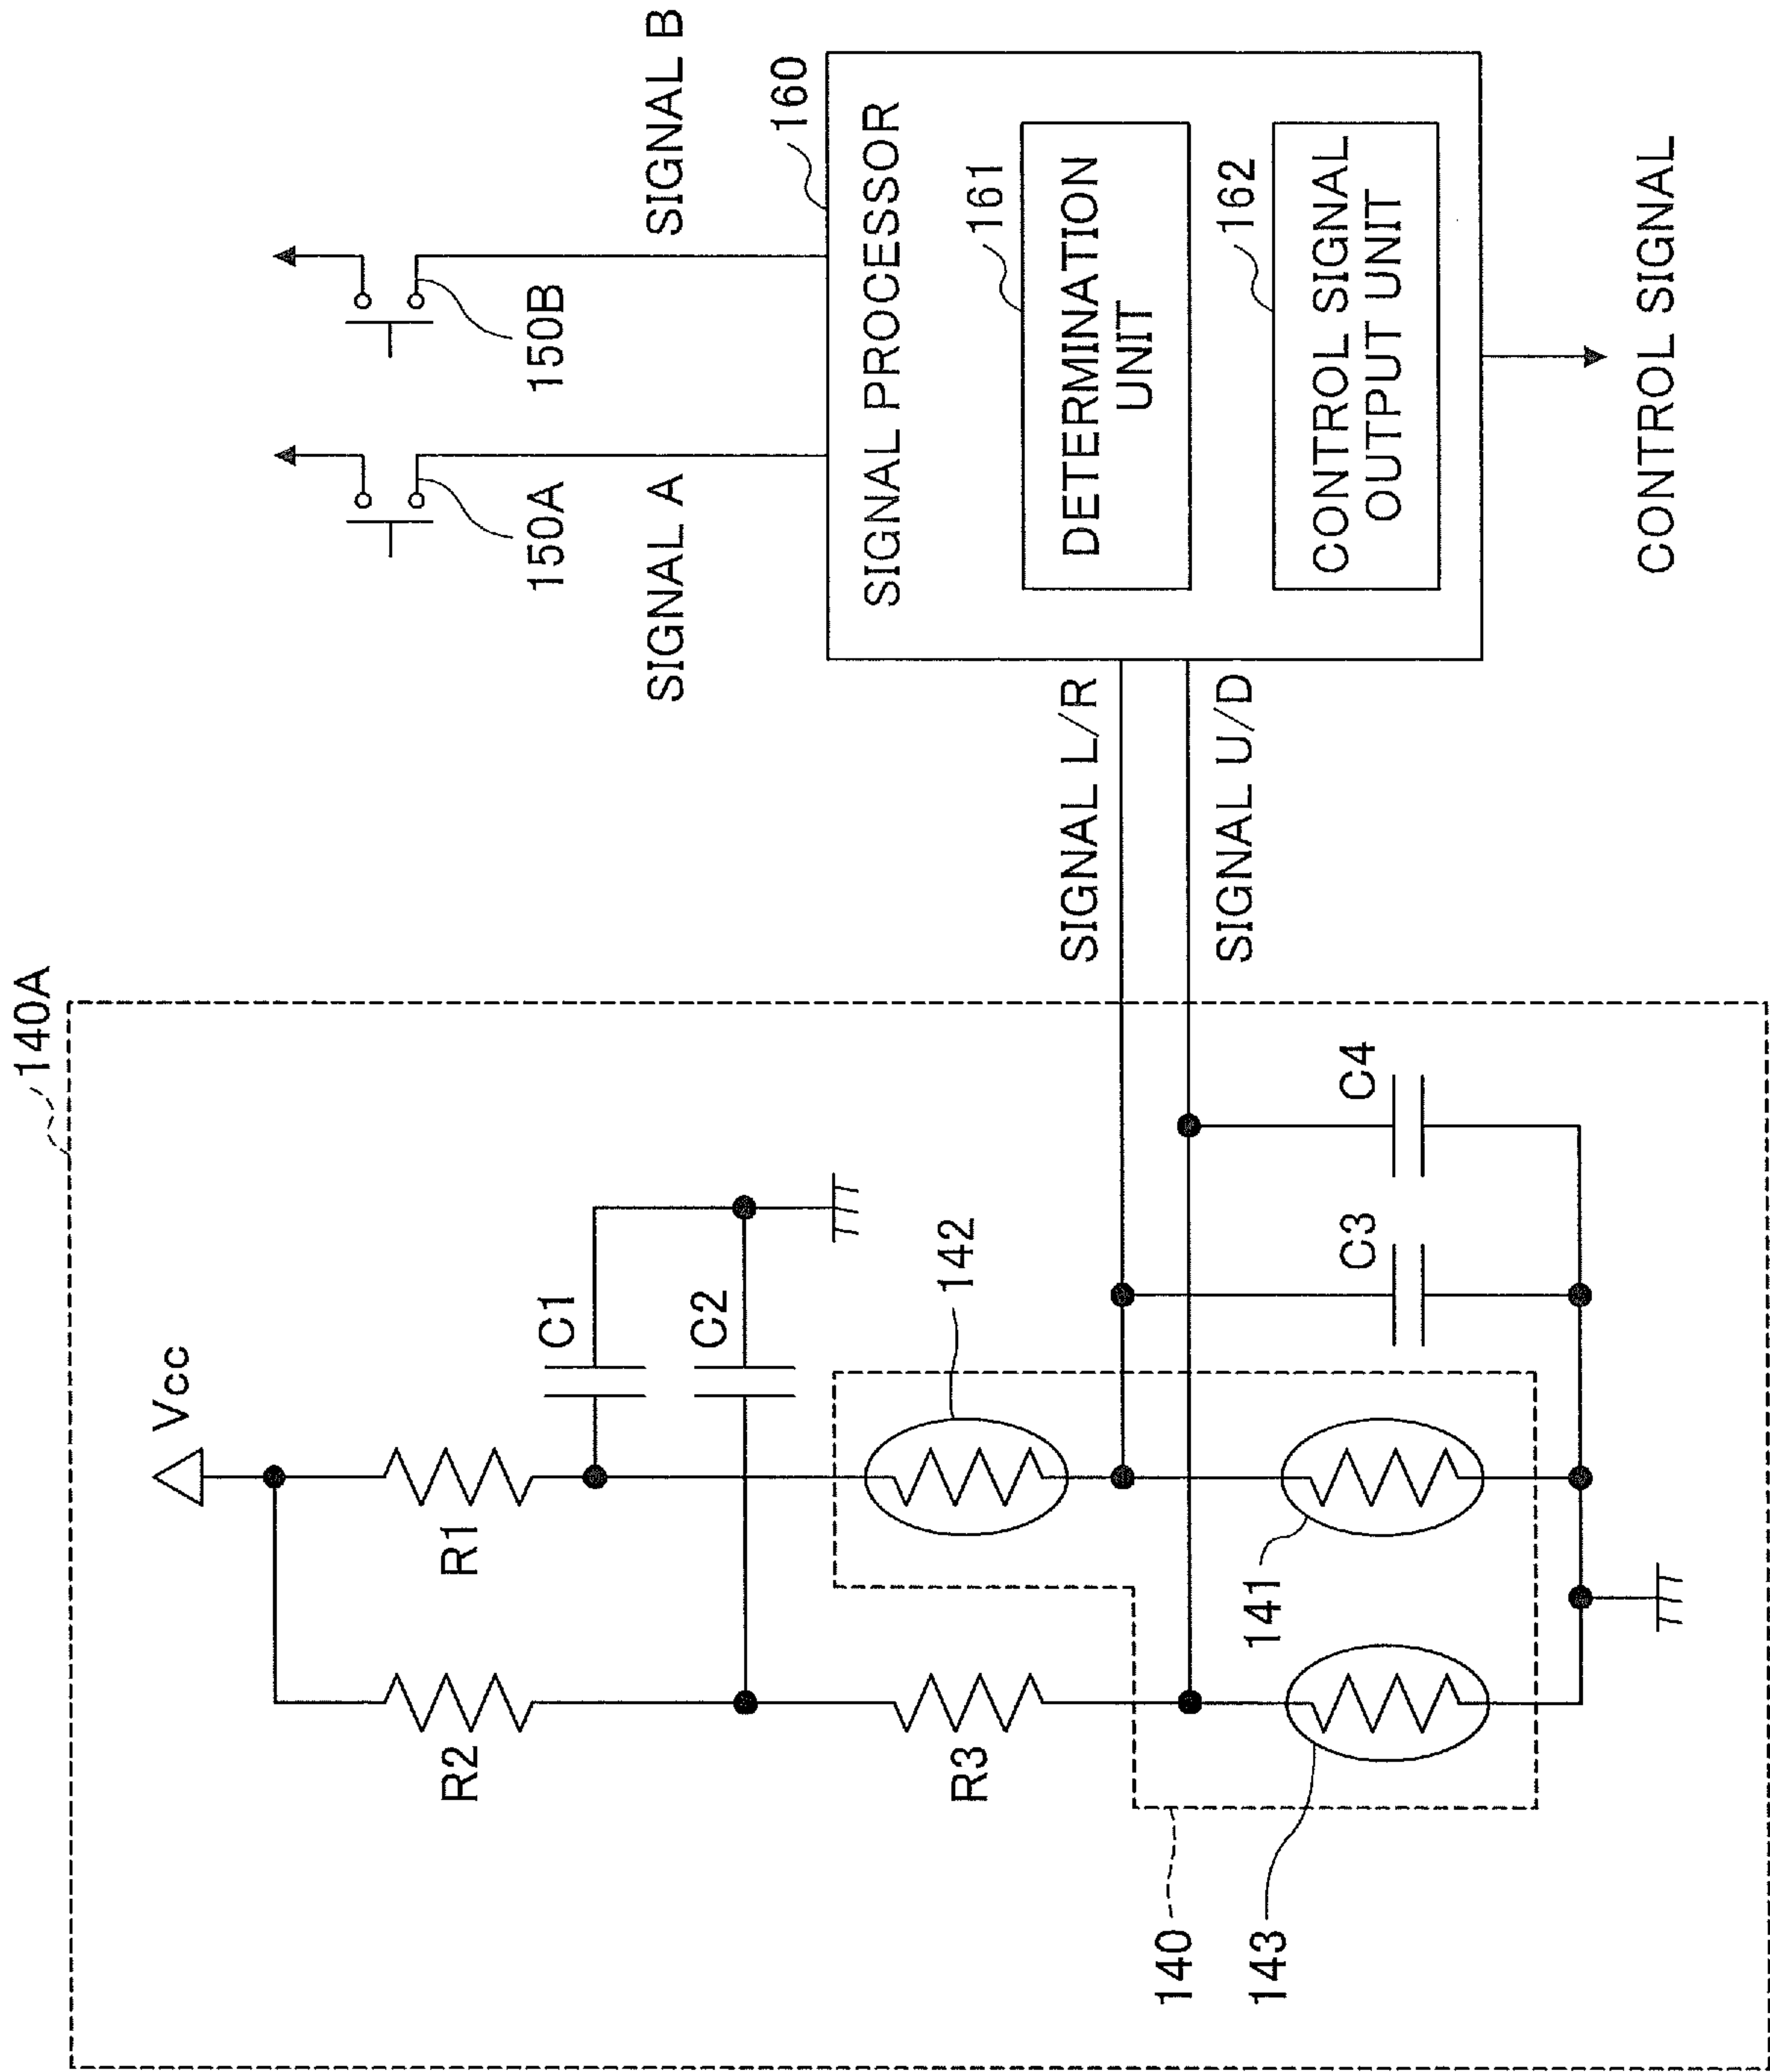 140A
Vcc
R1
R2
R3
C1
C2
142
141
C3
C4
140
143
SIGNAL L/R
SIGNAL U/D
150A
150B
SIGNAL A
SIGNAL B
160
SIGNAL PROCESSOR
161
DETERMINATION
UNIT
162
CONTROL SIGNAL
OUTPUT UNIT
CONTROL SIGNAL